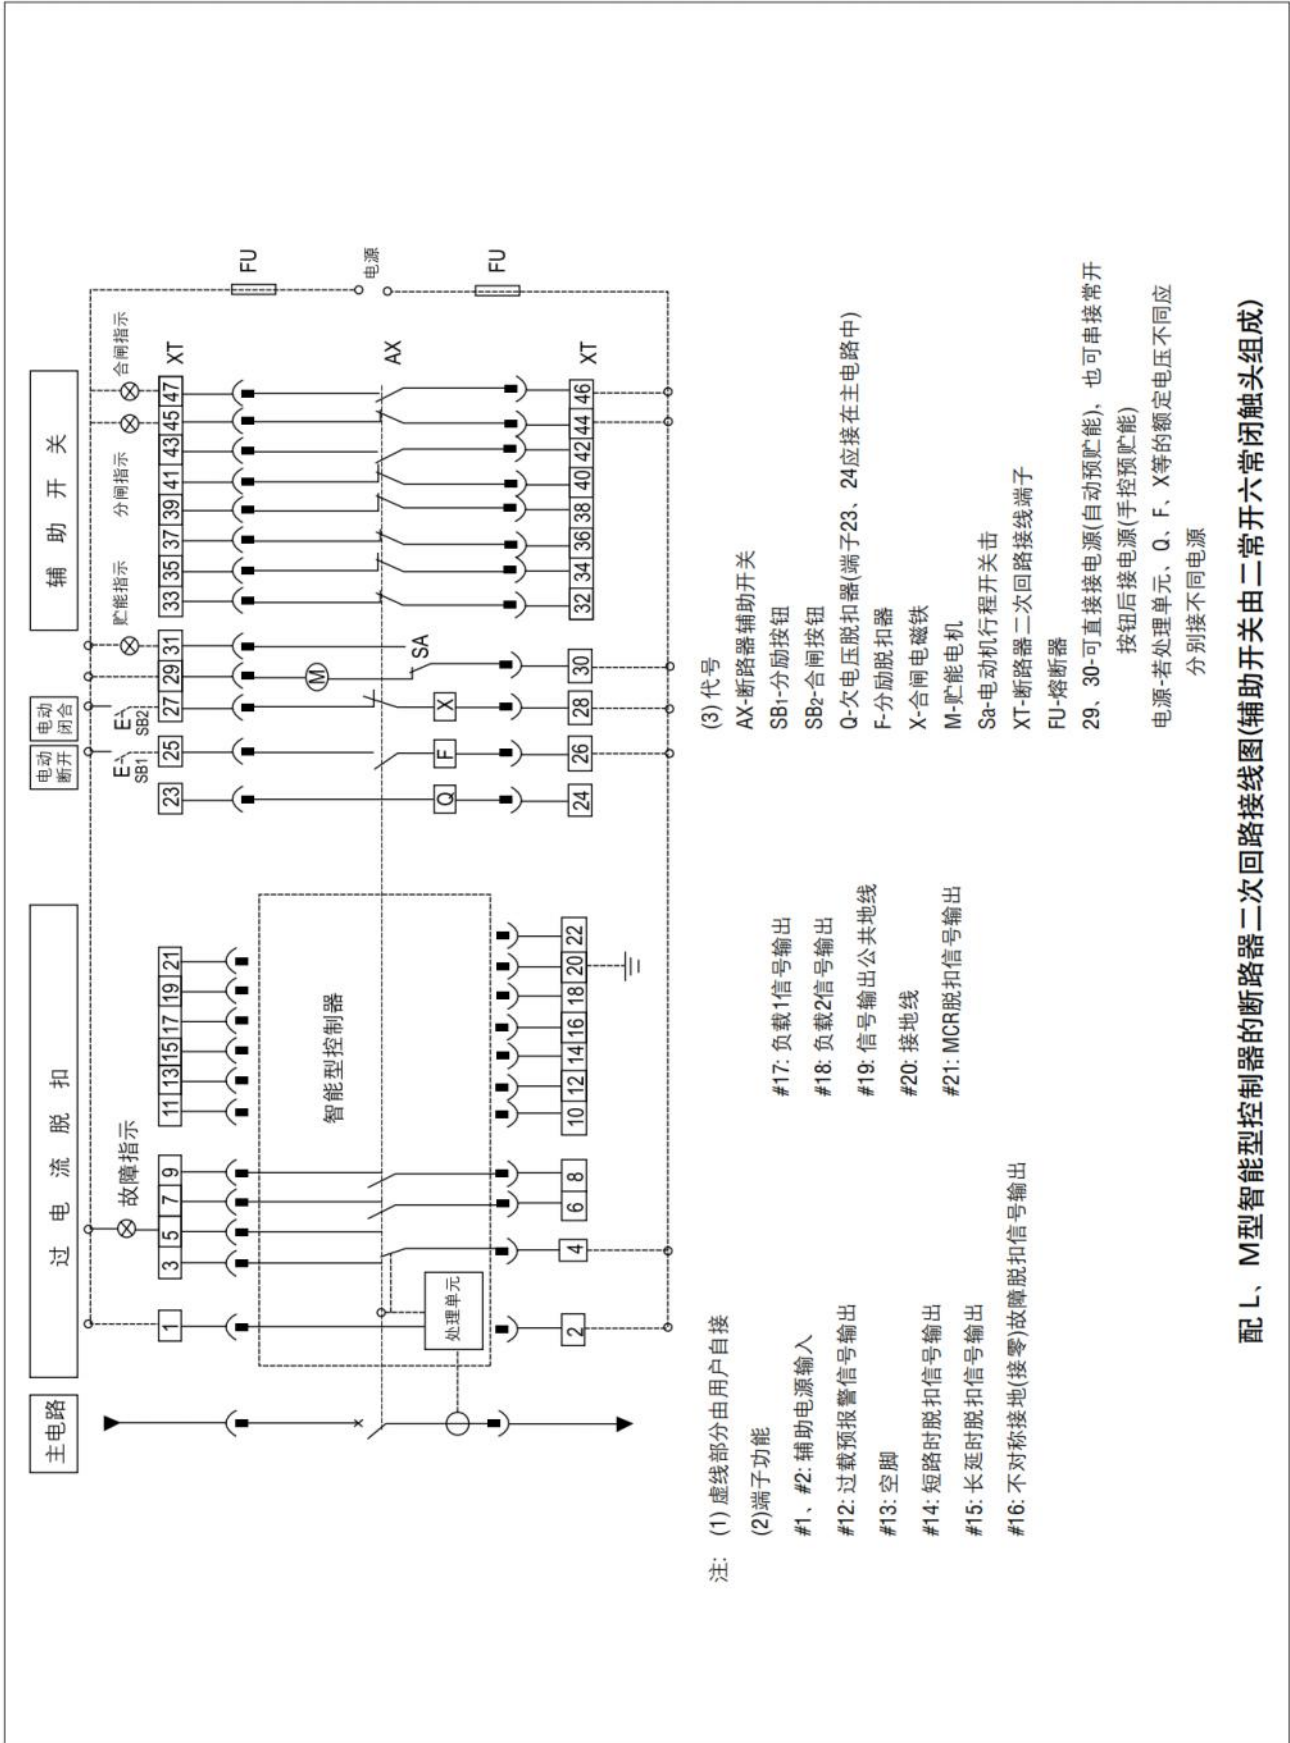 主电路
过 电 流 脱 扣
电动
断开
电动
闭合
辅 助 开 关
故障指示
E
SB1
E
SB2
贮能指示
分闸指示
合闸指示
1 3 5 7 9 11 13 15 17 19 21 23 25 27 29 31 33 35 37 39 41 43 45 47
XT
FU
智能型控制器
M
SA
AX
电源
处理单元
Q
F
X
2 4 6 8 10 12 14 16 18 20 22 24 26 28 30 32 34 36 38 40 42 44 46
XT
FU
注: (1) 虚线部分由用户自接
(2)端子功能
#1、#2: 辅助电源输入
#12: 过载预报警信号输出
#13: 空脚
#14: 短路时脱扣信号输出
#15: 长延时脱扣信号输出
#16: 不对称接地(接零)故障脱扣信号输出
#17: 负载1信号输出
#18: 负载2信号输出
#19: 信号输出公共地线
#20: 接地线
#21: MCR脱扣信号输出
(3) 代号
AX-断路器辅助开关
SB1-分励按钮
SB2-合闸按钮
Q-欠电压脱扣器(端子23、24应接在主电路中)
F-分励脱扣器
X-合闸电磁铁
M-贮能电机
Sa-电动机行程开关击
XT-断路器二次回路接线端子
FU-熔断器
29、30-可直接接电源(自动预贮能)，也可串接常开
按钮后接电源(手控预贮能)
电源-若处理单元、Q、F、X等的额定电压不同应
分别接不同电源
配 L、M型智能型控制器的断路器二次回路接线图(辅助开关由二常开六常闭触头组成)